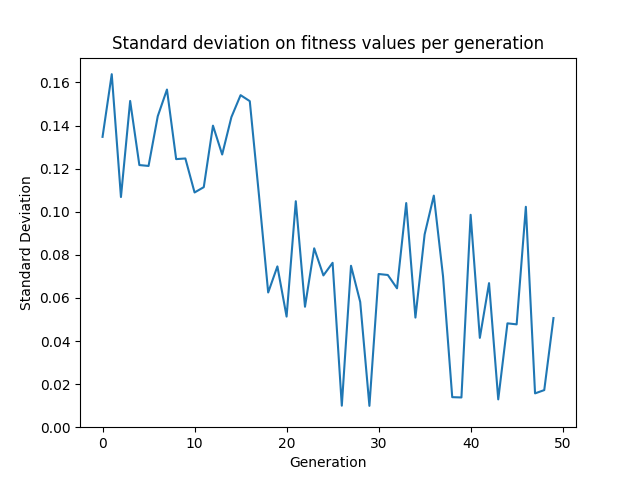 Standard deviation on fitness values per generation
0.16
0.14
0.12
0.10
0.08
0.06
0.04
0.02
0.00
Standard Deviation
0 10 20 30 40 50
Generation